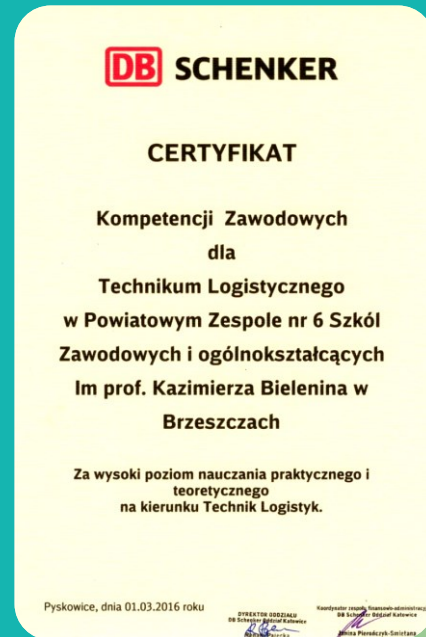 DB SCHENKER
CERTYFIKAT
Kompetencji Zawodowych
dla
Technikum Logistycznego
w Powiatowym Zespole nr 6 Szkól
Zawodowych i ogólnokształcących
Im prof. Kazimierza Bielenina w
Brzeszczach
Za wysoki poziom nauczania praktycznego i
teoretycznego
na kierunku Technik Logistyk.
Pyskowice, dnia 01.03.2016 roku
DYREKTOR ODDZIAŁU
DB Schenker Oddział Katowice
Koordynator zespołu finansowo-administracyj
DB Schenker Oddział Katowice